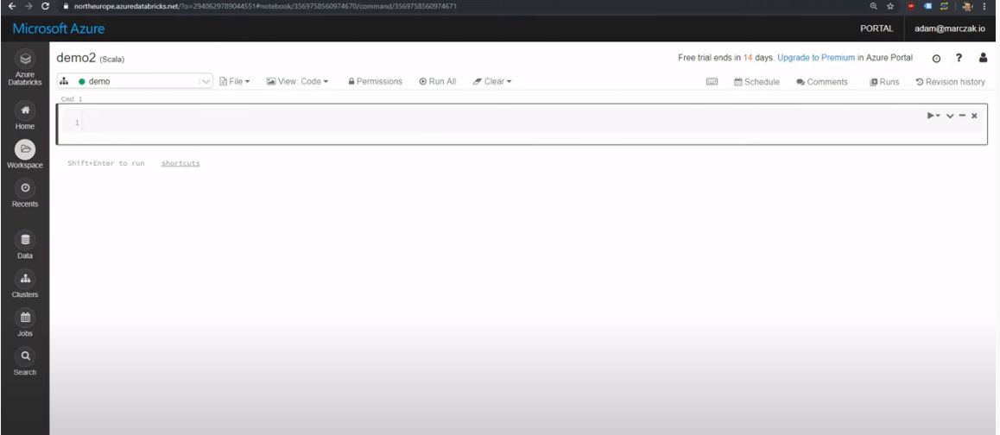 northeurope.azuredatabricks.net/?o=2940629789044551#notebook/3569758560974670/command/3569758560974671
Microsoft Azure PORTAL adam@marczak.io
demo2 (Scala) Free trial ends in 14 days. Upgrade to Premium in Azure Portal ?
demo File View: Code Permissions Run All Clear Schedule Comments Runs Revision history
Cmd 1
1
Shift+Enter to run shortcuts
Azure
Databricks
Home
Workspace
Recents
Data
Clusters
Jobs
Search